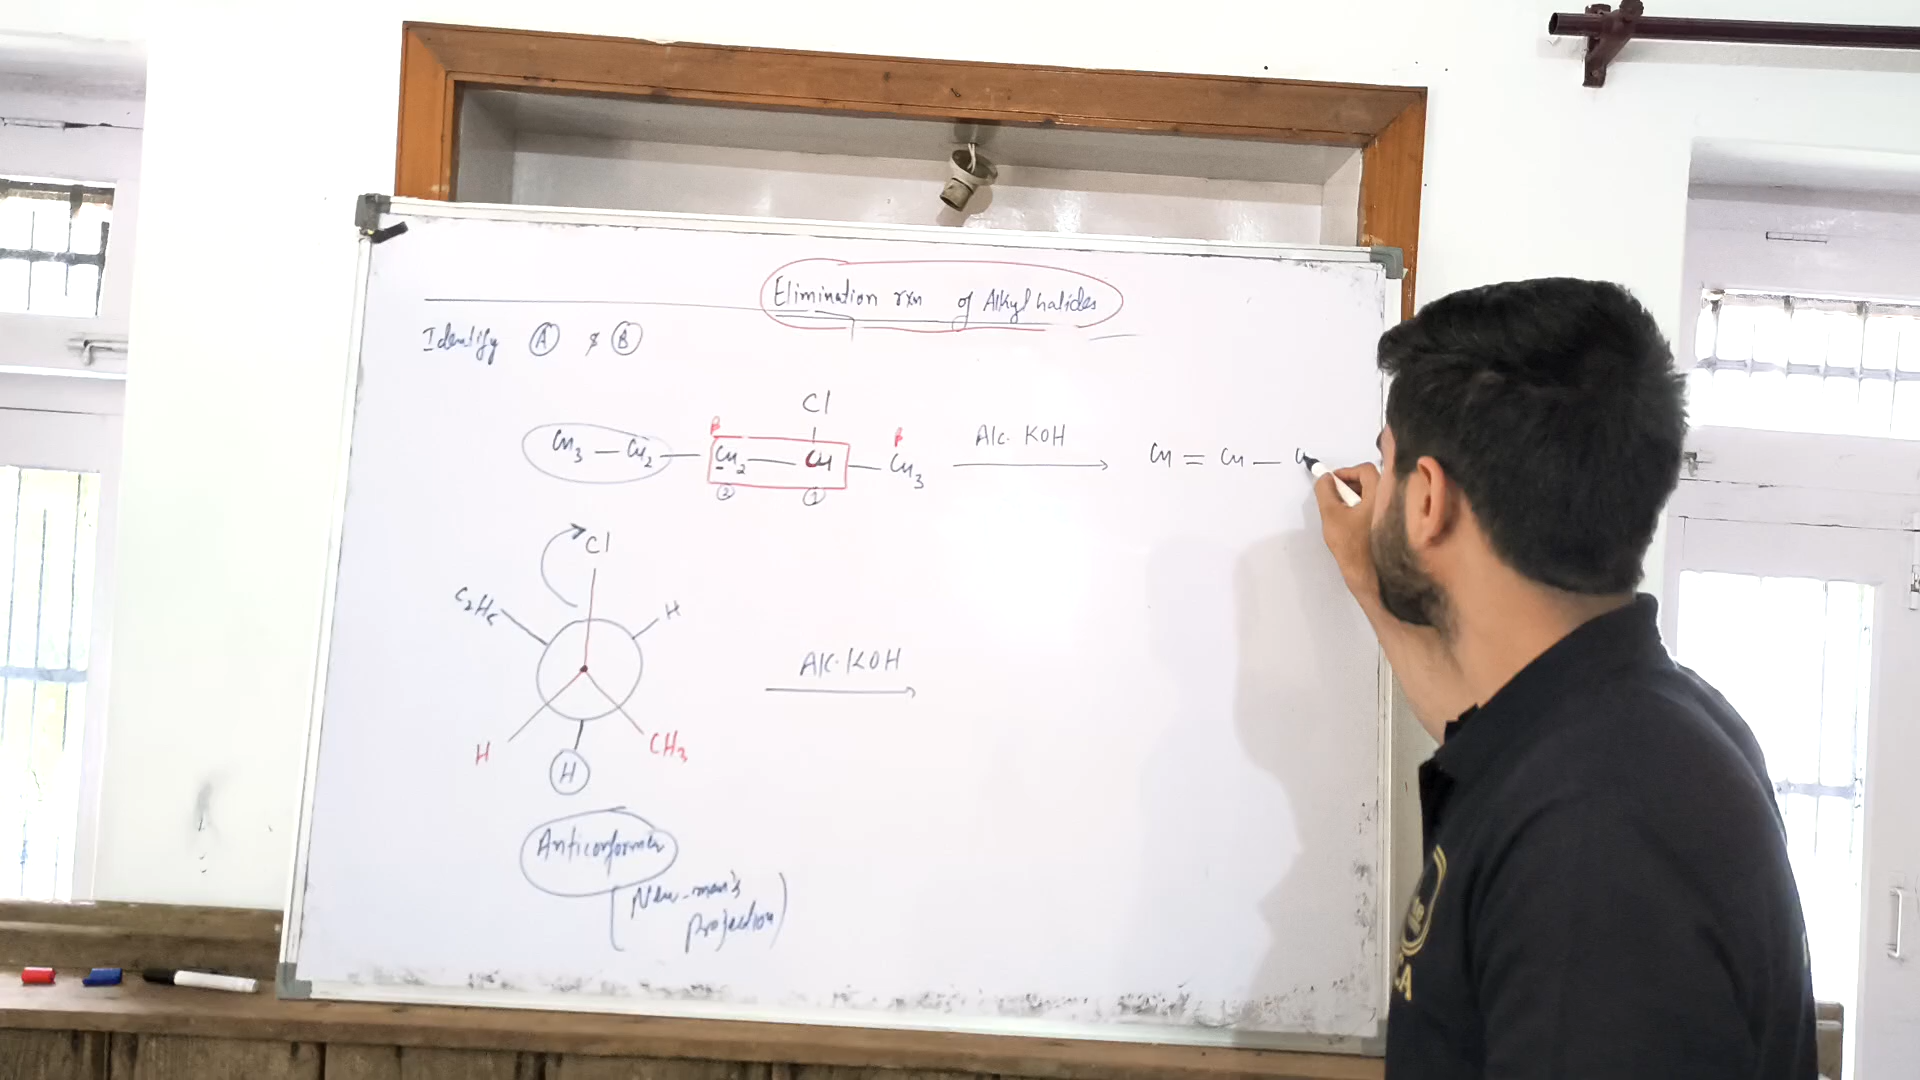 Elimination rxn of Alkyl halides
Identify A & B
Cl
β β
CH3 — CH2 — CH2 — CH — CH3 Alc. KOH → CH = CH — C
② ①
Cl
C2H5 H
Alc. KOH
H CH3
H
Anticonformer
(New-man's
projection)
CA